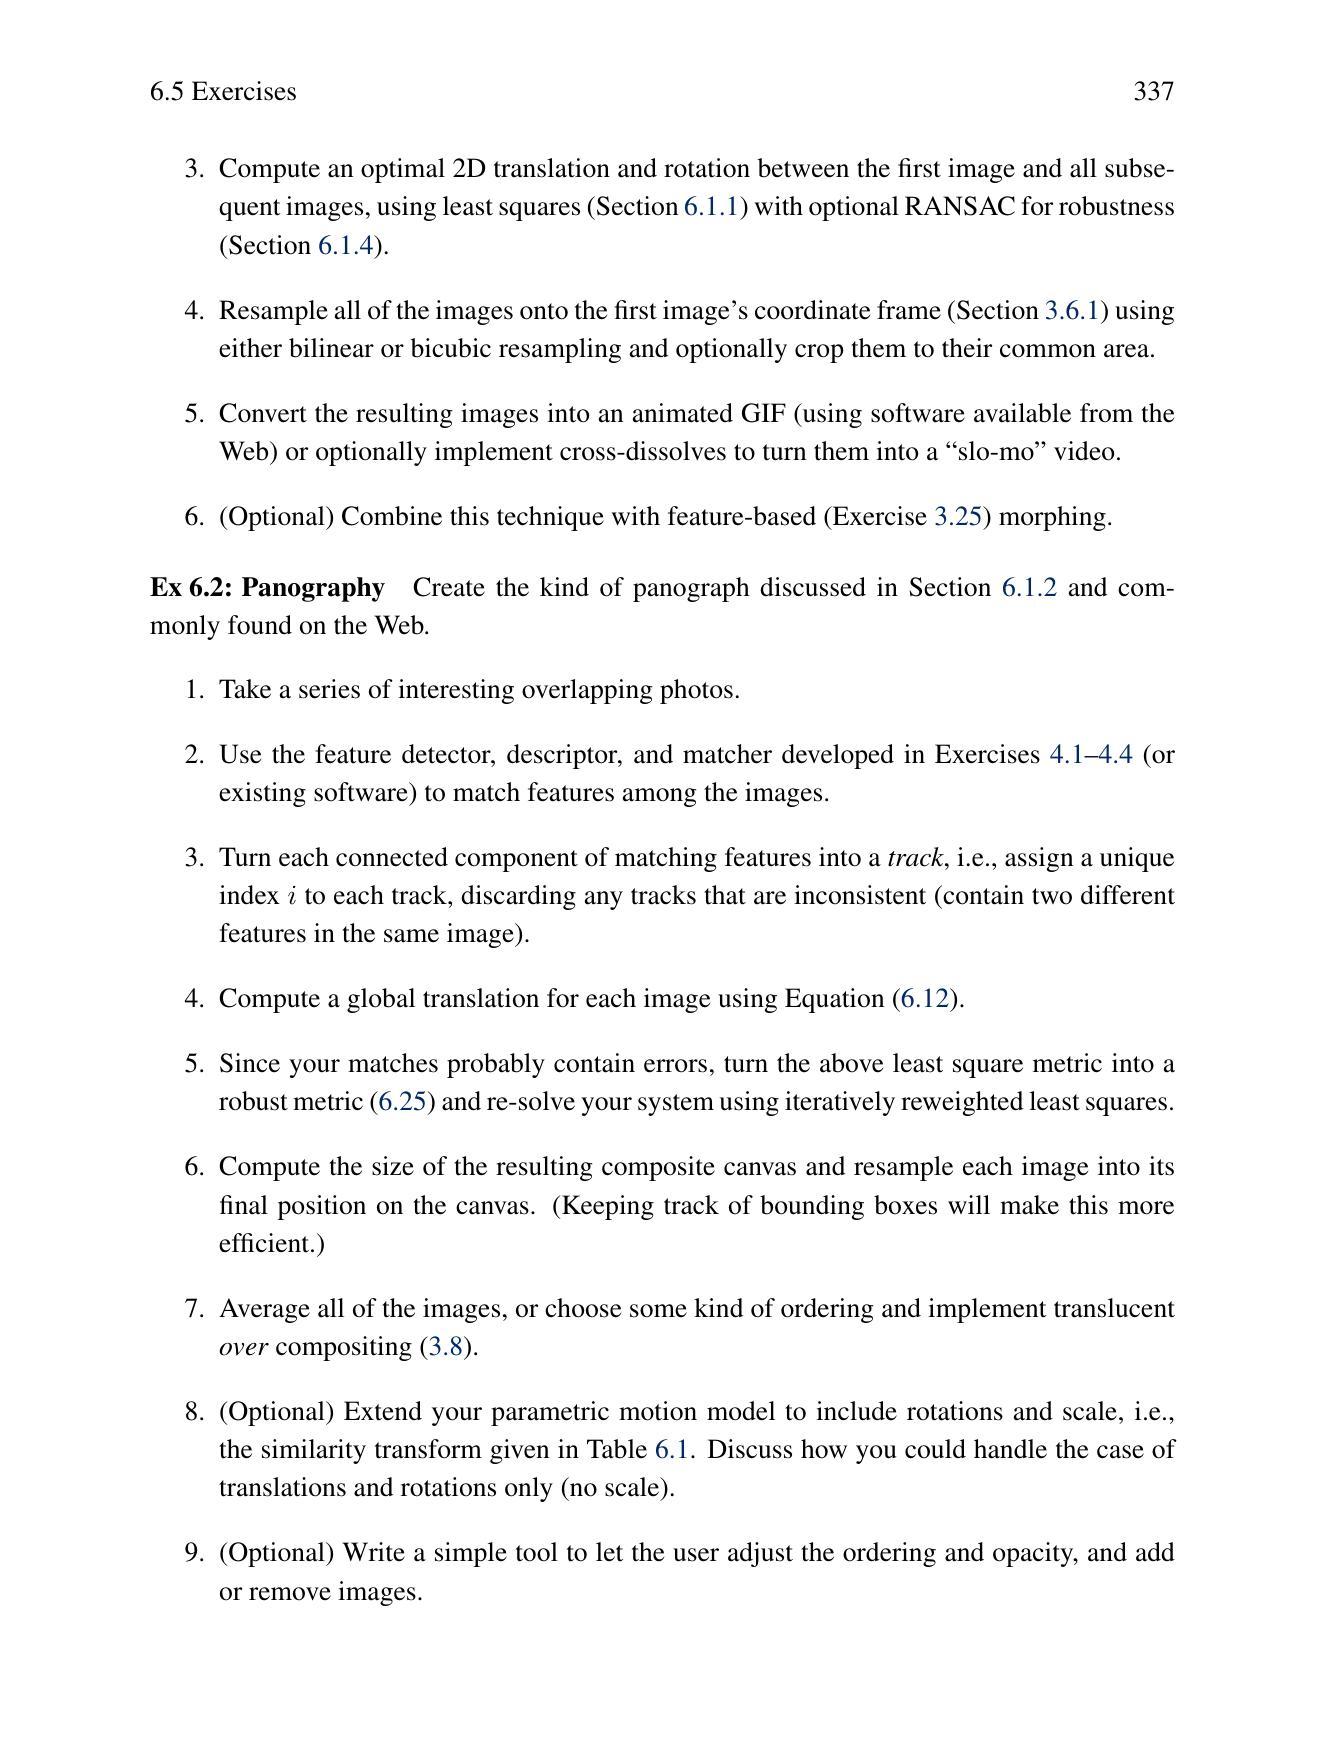 6.5 Exercises 337
3. Compute an optimal 2D translation and rotation between the first image and all subse-
quent images, using least squares (Section 6.1.1) with optional RANSAC for robustness
(Section 6.1.4).
4. Resample all of the images onto the first image's coordinate frame (Section 3.6.1) using
either bilinear or bicubic resampling and optionally crop them to their common area.
5. Convert the resulting images into an animated GIF (using software available from the
Web) or optionally implement cross-dissolves to turn them into a “slo-mo” video.
6. (Optional) Combine this technique with feature-based (Exercise 3.25) morphing.
Ex 6.2: Panography Create the kind of panograph discussed in Section 6.1.2 and com-
monly found on the Web.
1. Take a series of interesting overlapping photos.
2. Use the feature detector, descriptor, and matcher developed in Exercises 4.1–4.4 (or
existing software) to match features among the images.
3. Turn each connected component of matching features into a track, i.e., assign a unique
index i to each track, discarding any tracks that are inconsistent (contain two different
features in the same image).
4. Compute a global translation for each image using Equation (6.12).
5. Since your matches probably contain errors, turn the above least square metric into a
robust metric (6.25) and re-solve your system using iteratively reweighted least squares.
6. Compute the size of the resulting composite canvas and resample each image into its
final position on the canvas. (Keeping track of bounding boxes will make this more
efficient.)
7. Average all of the images, or choose some kind of ordering and implement translucent
over compositing (3.8).
8. (Optional) Extend your parametric motion model to include rotations and scale, i.e.,
the similarity transform given in Table 6.1. Discuss how you could handle the case of
translations and rotations only (no scale).
9. (Optional) Write a simple tool to let the user adjust the ordering and opacity, and add
or remove images.